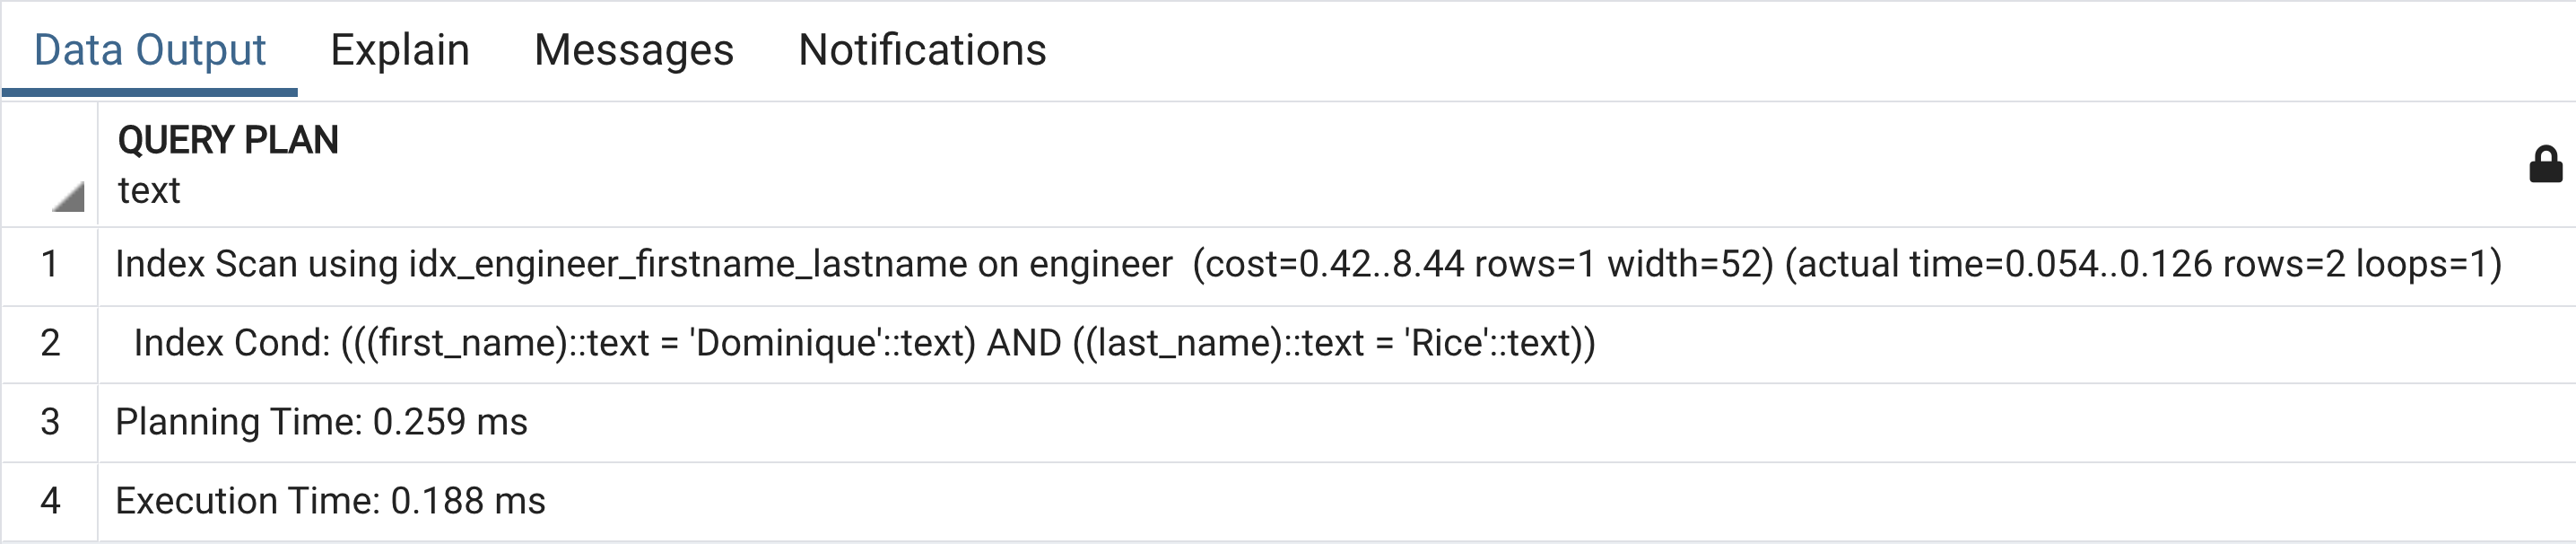 Data Output Explain Messages Notifications
QUERY PLAN
text
1 Index Scan using idx_engineer_firstname_lastname on engineer  (cost=0.42..8.44 rows=1 width=52) (actual time=0.054..0.126 rows=2 loops=1)
2 Index Cond: (((first_name)::text = 'Dominique'::text) AND ((last_name)::text = 'Rice'::text))
3 Planning Time: 0.259 ms
4 Execution Time: 0.188 ms